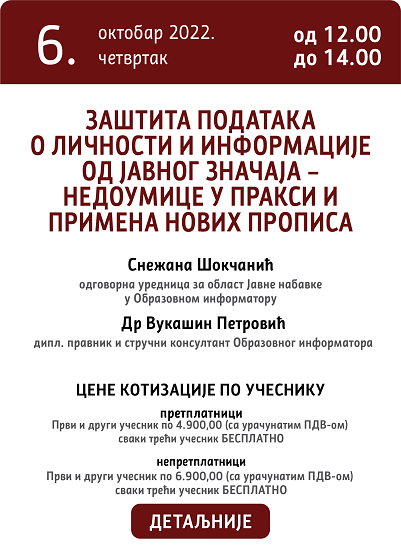 6.
октобар 2022.
четвртак
од 12.00
до 14.00
ЗАШТИТА ПОДАТАКА
О ЛИЧНОСТИ И ИНФОРМАЦИЈЕ
ОД ЈАВНОГ ЗНАЧАЈА –
НЕДОУМИЦЕ У ПРАКСИ И
ПРИМЕНА НОВИХ ПРОПИСА
Снежана Шокчанић
одговорна уредница за област Јавне набавке
у Образовном информатору
Др Вукашин Петровић
дипл. правник и стручни консултант Образовног информатора
ЦЕНЕ КОТИЗАЦИЈЕ ПО УЧЕСНИКУ
претплатници
Први и други учесник по 4.900,00 (са урачунатим ПДВ-ом)
сваки трећи учесник БЕСПЛАТНО
непретплатници
Први и други учесник по 6.900,00 (са урачунатим ПДВ-ом)
сваки трећи учесник БЕСПЛАТНО
ДЕТАЉНИЈЕ